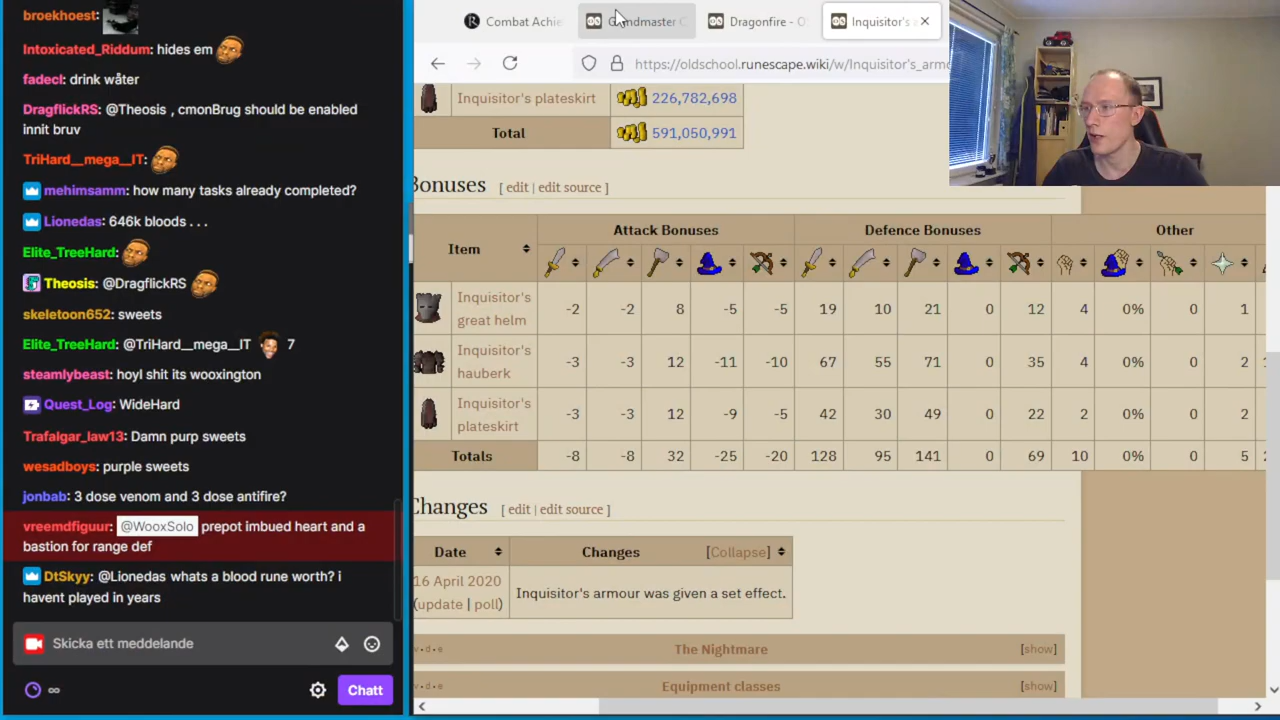 broekhoest:
Intoxicated_Riddum: hides em
fadecl: drink wåter
DragflickRS: @Theosis , cmonBrug should be enabled
innit bruv
TriHard__mega__IT:
mehimsamm: how many tasks already completed?
Lionedas: 646k bloods . . .
Elite_TreeHard:
Theosis: @DragflickRS
skeletoon652: sweets
Elite_TreeHard: @TriHard__mega__IT 7
steamlybeast: hoyl shit its wooxington
Quest_Log: WideHard
Trafalgar_law13: Damn purp sweets
wesadboys: purple sweets
jonbab: 3 dose venom and 3 dose antifire?
vreemdfiguur: @WooxSolo prepot imbued heart and a
bastion for range def
DtSkyy: @Lionedas whats a blood rune worth? i
havent played in years
Skicka ett meddelande
∞ Chatt
Combat Achie Grandmaster C Dragonfire - O Inquisitor's a
https://oldschool.runescape.wiki/w/Inquisitor's_armo
Inquisitor's plateskirt 226,782,698
Total 591,050,991
Bonuses [ edit | edit source ]
Item Attack Bonuses Defence Bonuses Other
Inquisitor's
great helm -2 -2 8 -5 -5 19 10 21 0 12 4 0% 0 1
Inquisitor's
hauberk -3 -3 12 -11 -10 67 55 71 0 35 4 0% 0 2
Inquisitor's
plateskirt -3 -3 12 -9 -5 42 30 49 0 22 2 0% 0 2
Totals -8 -8 32 -25 -20 128 95 141 0 69 10 0% 0 5
Changes [ edit | edit source ]
Date Changes [Collapse]
16 April 2020
(update | poll) Inquisitor's armour was given a set effect.
v · d · e The Nightmare [show]
v · d · e Equipment classes [show]